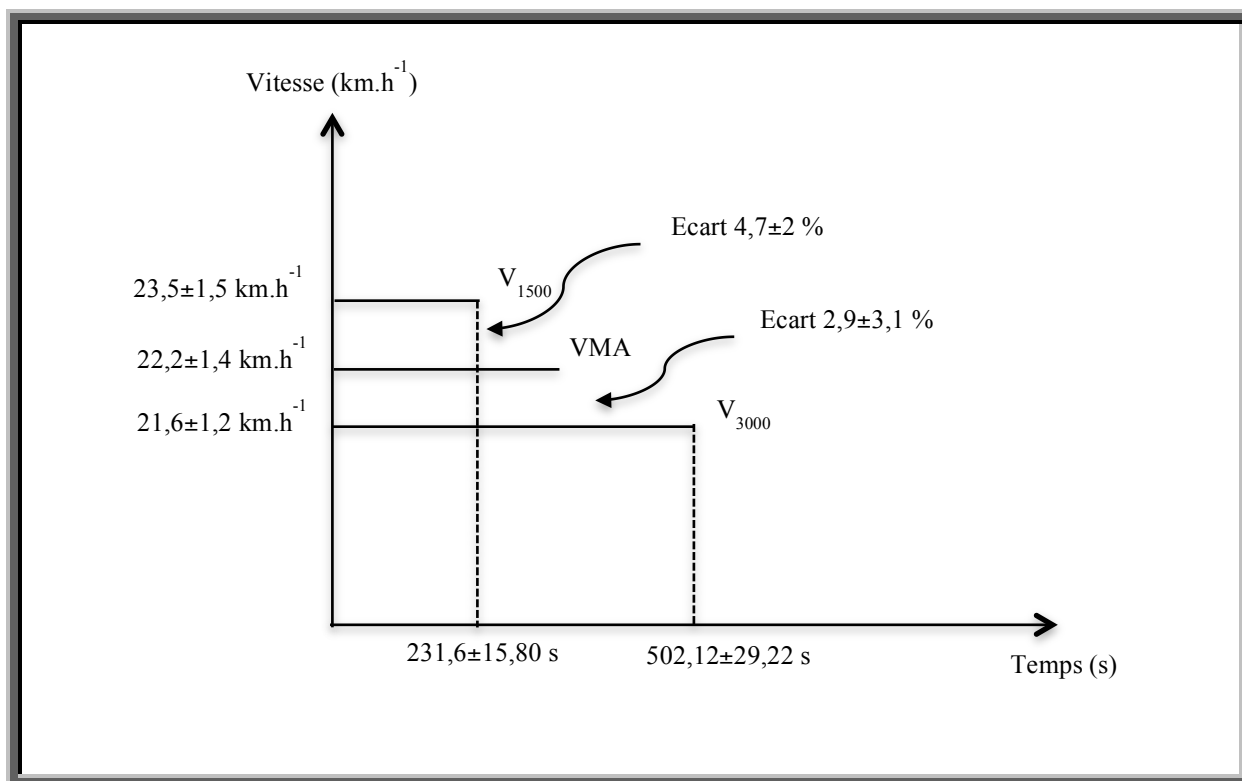 Vitesse (km.h⁻¹)
Ecart 4,7±2 %
V₁₅₀₀
23,5±1,5 km.h⁻¹
Ecart 2,9±3,1 %
VMA
22,2±1,4 km.h⁻¹
V₃₀₀₀
21,6±1,2 km.h⁻¹
231,6±15,80 s
502,12±29,22 s
Temps (s)